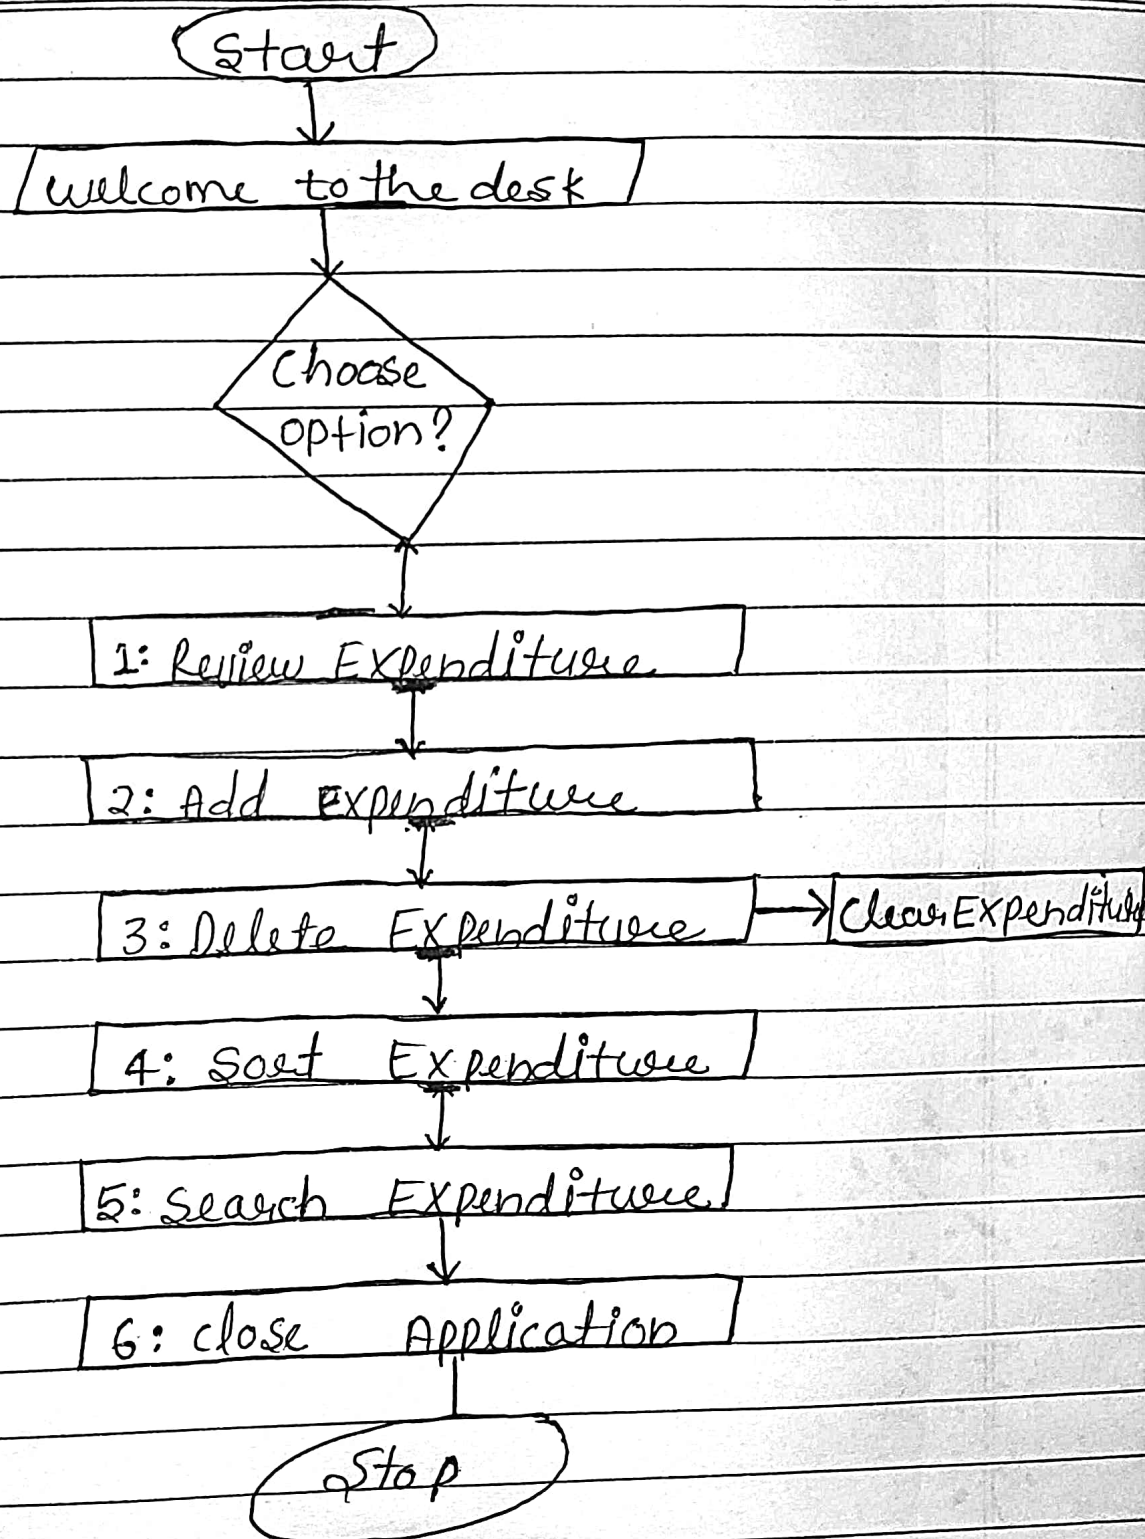 Start
welcome to the desk
Choose
option?
1: Review Expenditure
2: Add expenditure
3: Delete Expenditure
Clear Expenditure
4: Sort Expenditure
5: Search Expenditure
6: close Application
Stop